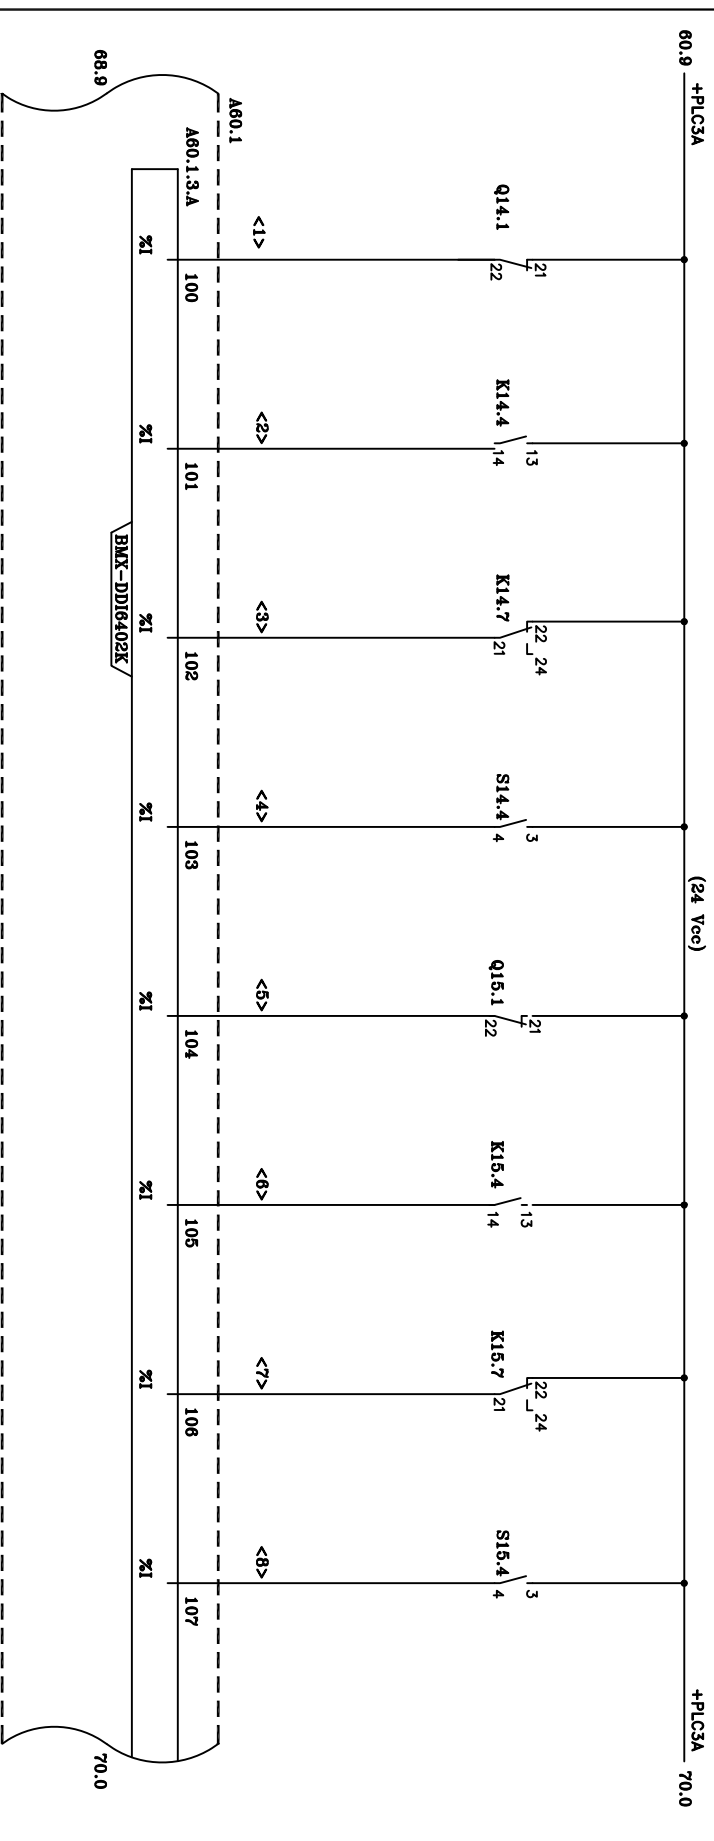 60.9 +PLC3A (24 Vcc) +PLC3A 70.0
Q14.1 21 22
K14.4 13 14
K14.7 22 24 21
S14.4 3 4
Q15.1 21 22
K15.4 13 14
K15.7 22 24 21
S15.4 3 4
<1> <2> <3> <4> <5> <6> <7> <8>
A60.1
A60.1.3.A
100 101 102 103 104 105 106 107
%I %I %I %I %I %I %I %I
BMX-DDI6402K
68.9 70.0